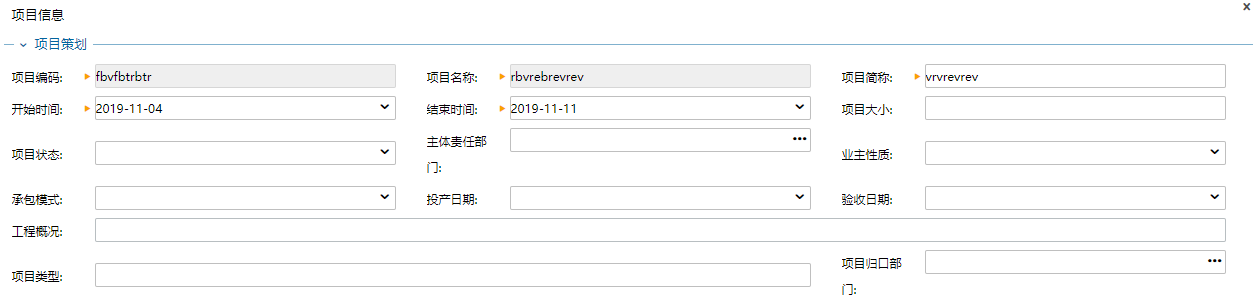 项目信息
x
项目策划
项目编码: fbvfbtrbtr 项目名称: rbvrebrevrev 项目简称: vrvrevrev
开始时间: 2019-11-04 结束时间: 2019-11-11 项目大小:
项目状态: 主体责任部门: 业主性质:
承包模式: 投产日期: 验收日期:
工程概况:
项目类型: 项目归口部门: